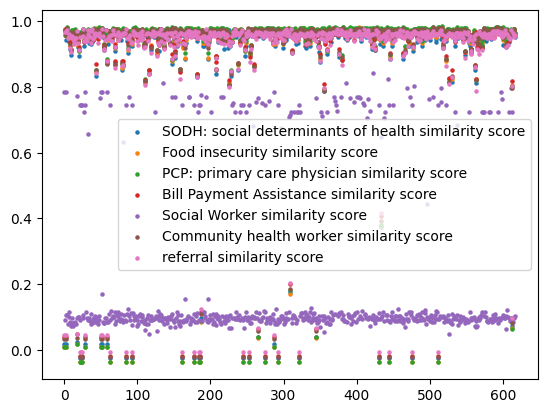 1.0
0.8
0.6
0.4
0.2
0.0
SODH: social determinants of health similarity score
Food insecurity similarity score
PCP: primary care physician similarity score
Bill Payment Assistance similarity score
Social Worker similarity score
Community health worker similarity score
referral similarity score
0 100 200 300 400 500 600